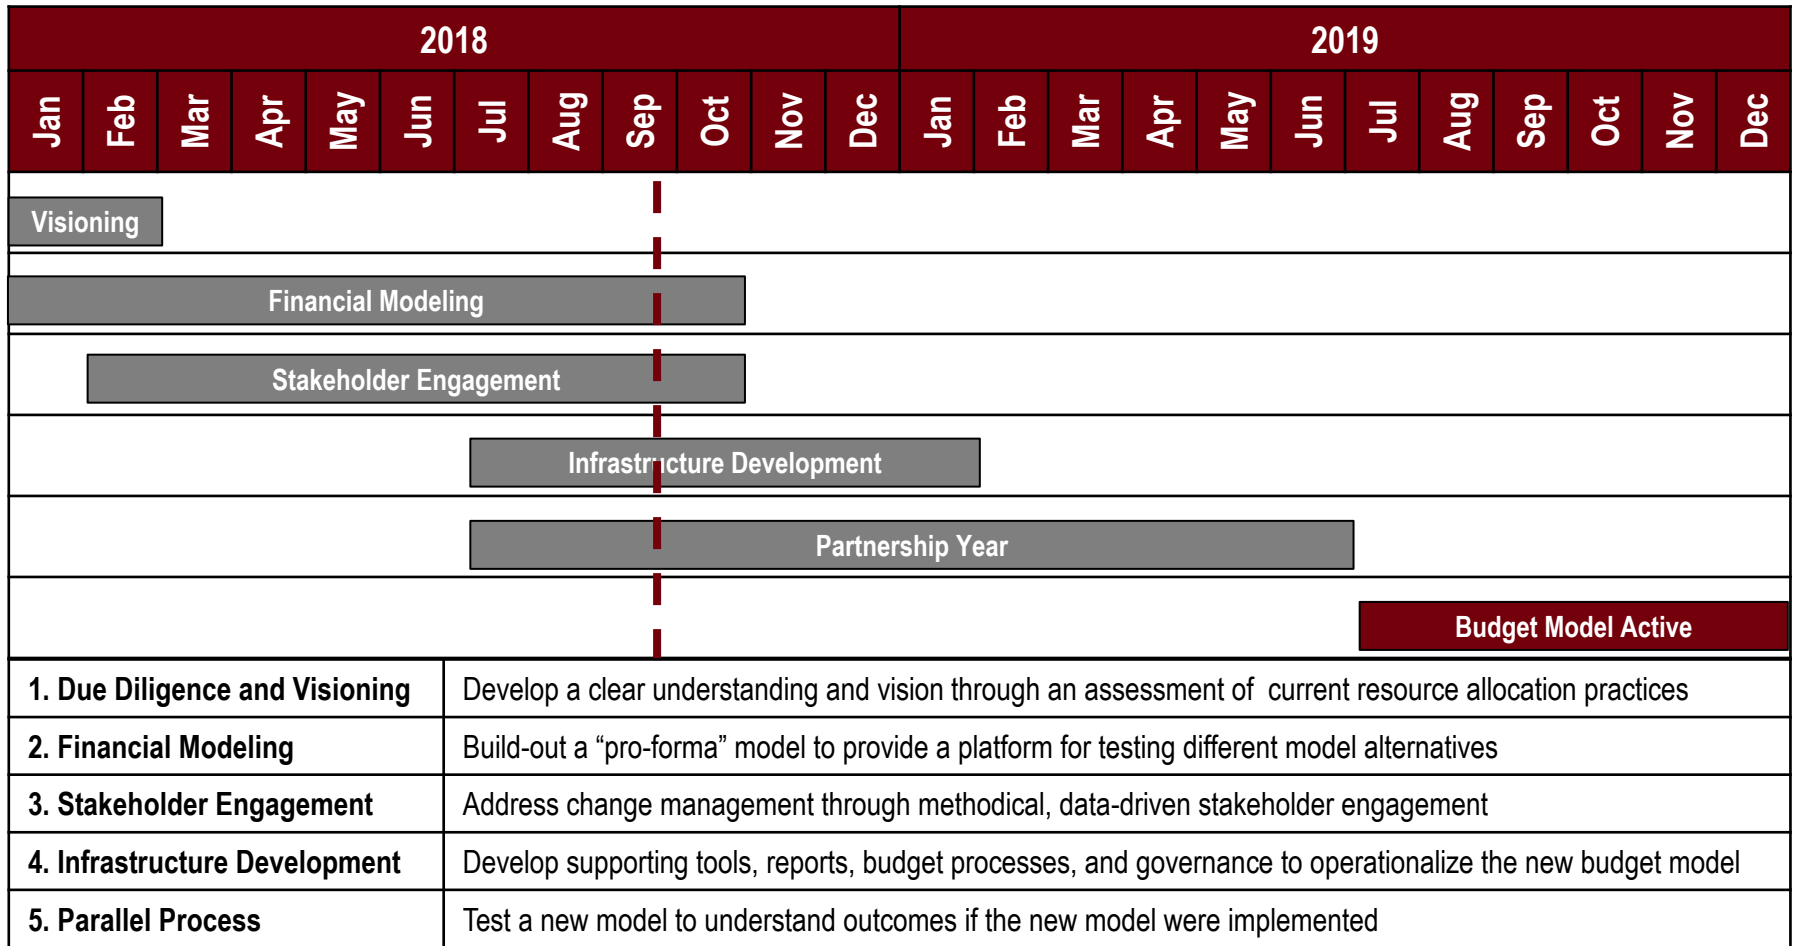 2018 2019
Jan Feb Mar Apr May Jun Jul Aug Sep Oct Nov Dec Jan Feb Mar Apr May Jun Jul Aug Sep Oct Nov Dec
Visioning
Financial Modeling
Stakeholder Engagement
Infrastructure Development
Partnership Year
Budget Model Active
1. Due Diligence and Visioning Develop a clear understanding and vision through an assessment of current resource allocation practices
2. Financial Modeling Build-out a “pro-forma” model to provide a platform for testing different model alternatives
3. Stakeholder Engagement Address change management through methodical, data-driven stakeholder engagement
4. Infrastructure Development Develop supporting tools, reports, budget processes, and governance to operationalize the new budget model
5. Parallel Process Test a new model to understand outcomes if the new model were implemented